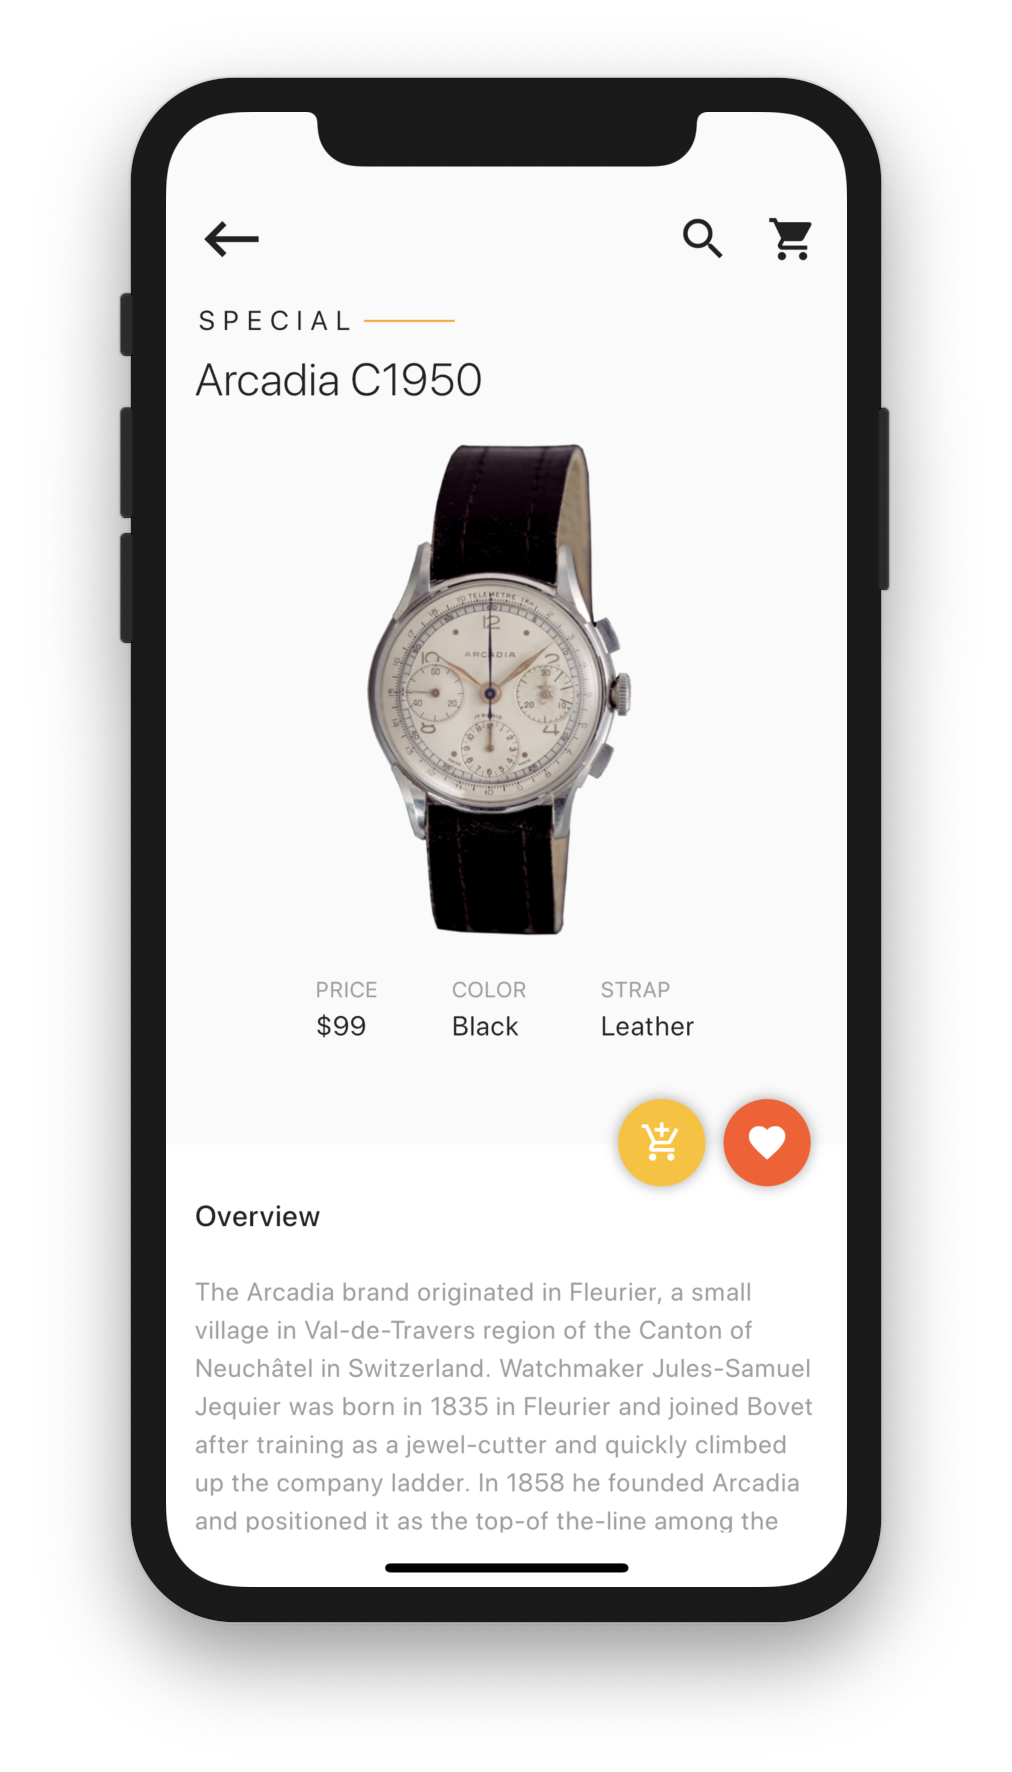 SPECIAL
Arcadia C1950
TELEMETRE
12
ARCADIA
PRICE COLOR STRAP
$99 Black Leather
Overview
The Arcadia brand originated in Fleurier, a small
village in Val-de-Travers region of the Canton of
Neuchâtel in Switzerland. Watchmaker Jules-Samuel
Jequier was born in 1835 in Fleurier and joined Bovet
after training as a jewel-cutter and quickly climbed
up the company ladder. In 1858 he founded Arcadia
and positioned it as the top-of the-line among the